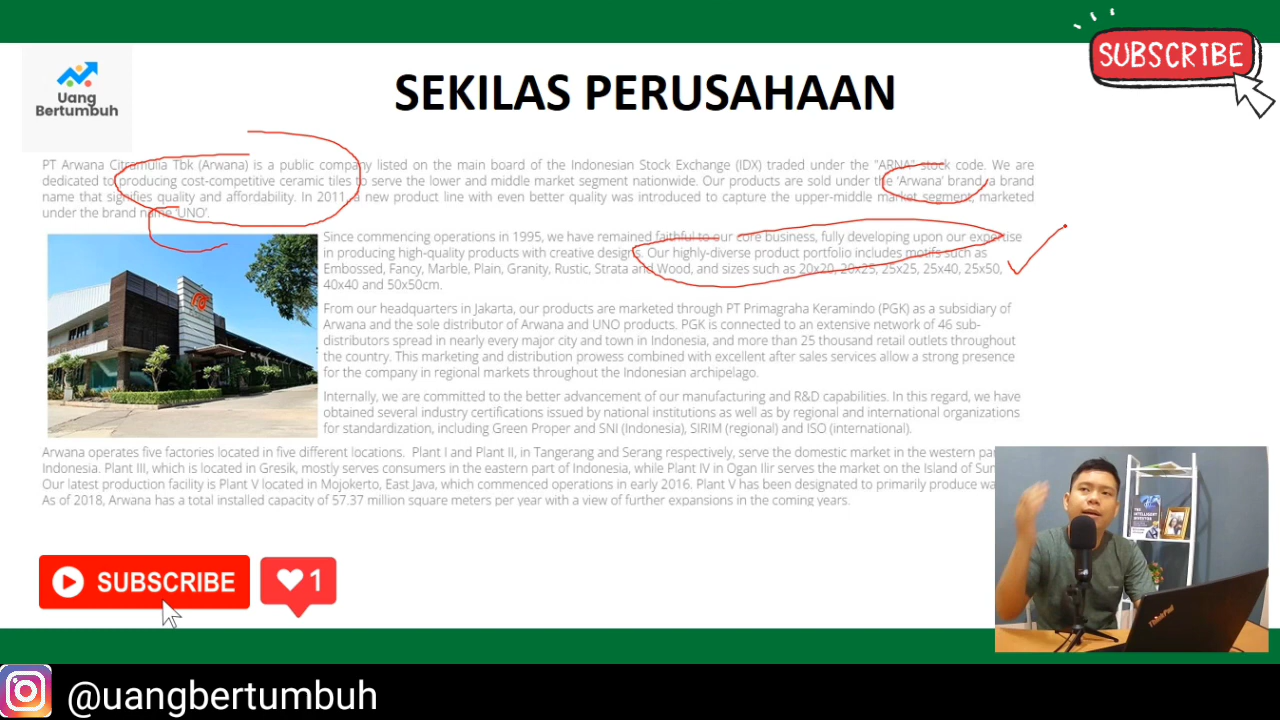 SUBSCRIBE
Uang
Bertumbuh
SEKILAS PERUSAHAAN
PT Arwana Citramulia Tbk (Arwana) is a public company listed on the main board of the Indonesian Stock Exchange (IDX) traded under the "ARNA" stock code. We are
dedicated to producing cost-competitive ceramic tiles to serve the lower and middle market segment nationwide. Our products are sold under the 'Arwana' brand, a brand
name that signifies quality and affordability. In 2011, a new product line with even better quality was introduced to capture the upper-middle market segment, marketed
under the brand name 'UNO'.
Since commencing operations in 1995, we have remained faithful to our core business, fully developing upon our expertise
in producing high-quality products with creative designs. Our highly-diverse product portfolio includes motifs such as
Embossed, Fancy, Marble, Plain, Granity, Rustic, Strata and Wood, and sizes such as 20x20, 20x25, 25x25, 25x40, 25x50,
40x40 and 50x50cm.
From our headquarters in Jakarta, our products are marketed through PT Primagraha Keramindo (PGK) as a subsidiary of
Arwana and the sole distributor of Arwana and UNO products. PGK is connected to an extensive network of 46 sub-
distributors spread in nearly every major city and town in Indonesia, and more than 25 thousand retail outlets throughout
the country. This marketing and distribution prowess combined with excellent after sales services allow a strong presence
for the company in regional markets throughout the Indonesian archipelago.
Internally, we are committed to the better advancement of our manufacturing and R&D capabilities. In this regard, we have
obtained several industry certifications issued by national institutions as well as by regional and international organizations
for standardization, including Green Proper and SNI (Indonesia), SIRIM (regional) and ISO (international).
Arwana operates five factories located in five different locations. Plant I and Plant II, in Tangerang and Serang respectively, serve the domestic market in the western
Indonesia. Plant III, which is located in Gresik, mostly serves consumers in the eastern part of Indonesia, while Plant IV in Ogan Ilir serves the market on the Island of
Our latest production facility is Plant V located in Mojokerto, East Java, which commenced operations in early 2016. Plant V has been designated to primarily produce
As of 2018, Arwana has a total installed capacity of 57.37 million square meters per year with a view of further expansions in the coming years.
THE
INTELLIGENT
INVESTOR
ThinkPad
SUBSCRIBE
1
@uangbertumbuh